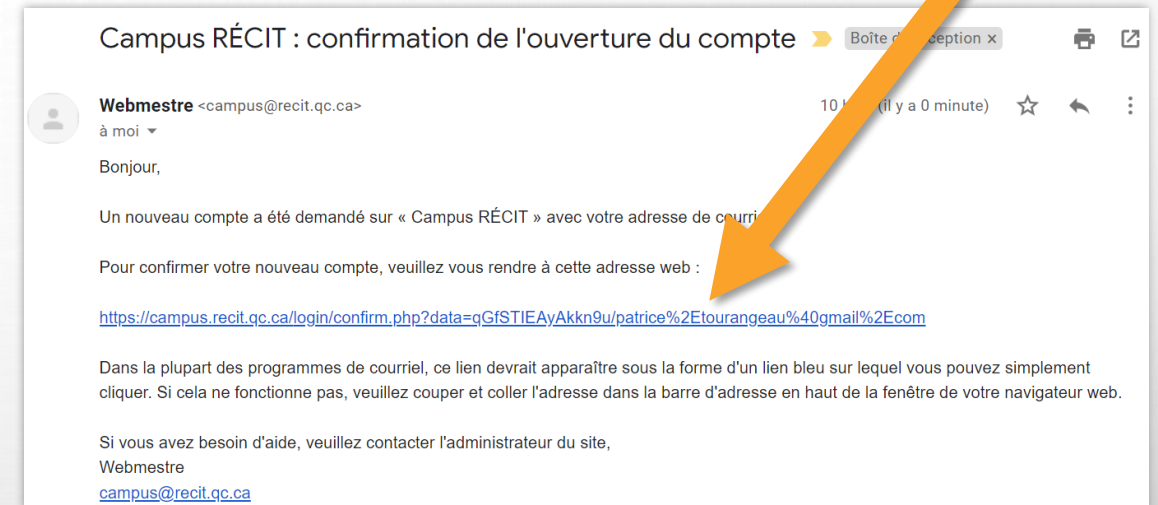 Campus RÉCIT : confirmation de l'ouverture du compte
Webmestre <campus@recit.qc.ca>
10 (il y a 0 minute)
à moi
Bonjour,
Un nouveau compte a été demandé sur « Campus RÉCIT » avec votre adresse de
Pour confirmer votre nouveau compte, veuillez vous rendre à cette adresse web :
https://campus.recit.qc.ca/login/confirm.php?data=qGfSTIEAyAkkn9u/patrice%2Etourangeau%40gmail%2Ecom
Dans la plupart des programmes de courriel, ce lien devrait apparaître sous la forme d'un lien bleu sur lequel vous pouvez simplement
cliquer. Si cela ne fonctionne pas, veuillez couper et coller l'adresse dans la barre d'adresse en haut de la fenêtre de votre navigateur web.
Si vous avez besoin d'aide, veuillez contacter l'administrateur du site,
Webmestre
campus@recit.qc.ca